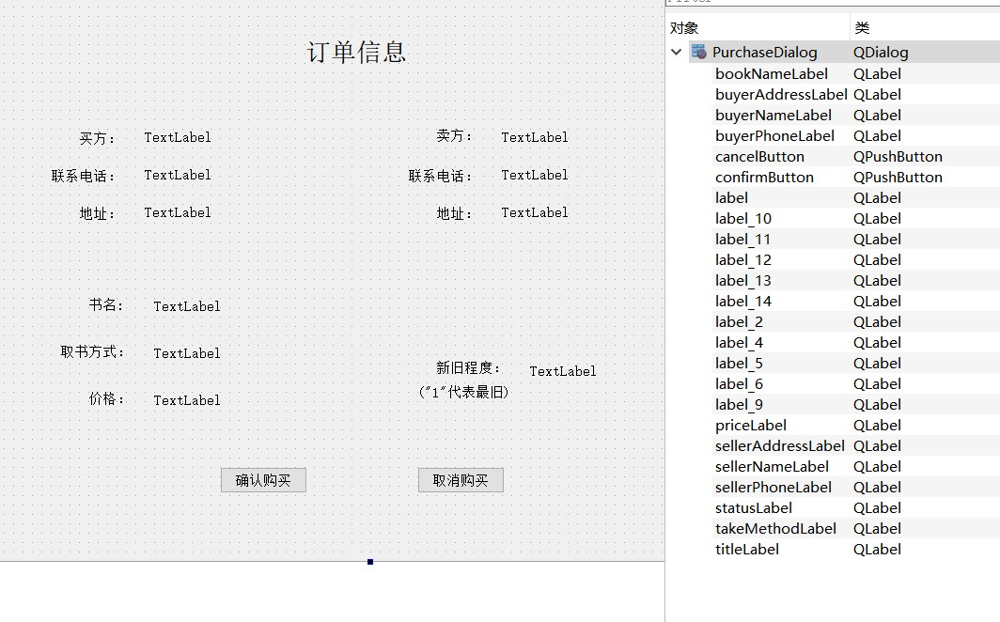 订单信息
买方：
TextLabel
卖方：
TextLabel
联系电话：
TextLabel
联系电话：
TextLabel
地址：
TextLabel
地址：
TextLabel
书名：
TextLabel
取书方式：
TextLabel
新旧程度：
TextLabel
("1"代表最旧)
价格：
TextLabel
确认购买
取消购买
对象 类
PurchaseDialog QDialog
bookNameLabel QLabel
buyerAddressLabel QLabel
buyerNameLabel QLabel
buyerPhoneLabel QLabel
cancelButton QPushButton
confirmButton QPushButton
label QLabel
label_10 QLabel
label_11 QLabel
label_12 QLabel
label_13 QLabel
label_14 QLabel
label_2 QLabel
label_4 QLabel
label_5 QLabel
label_6 QLabel
label_9 QLabel
priceLabel QLabel
sellerAddressLabel QLabel
sellerNameLabel QLabel
sellerPhoneLabel QLabel
statusLabel QLabel
takeMethodLabel QLabel
titleLabel QLabel